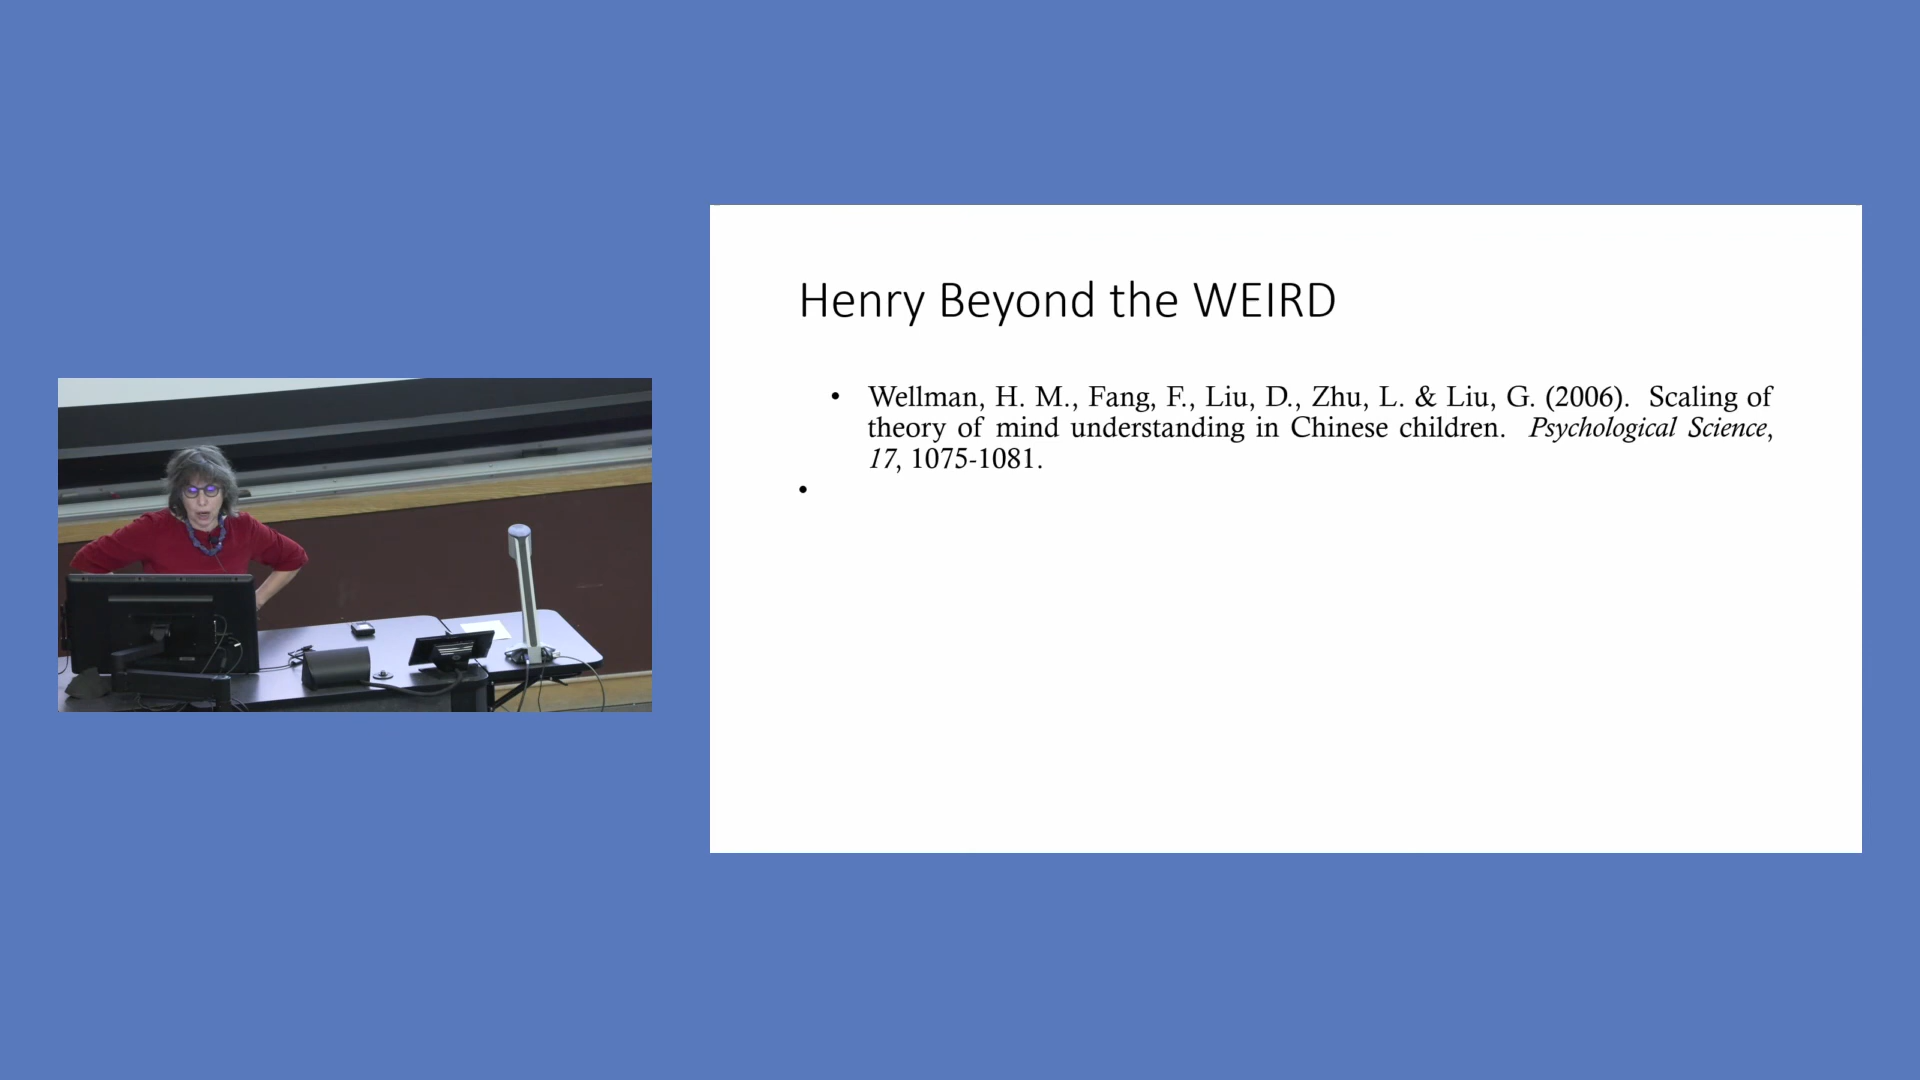 Henry Beyond the WEIRD
• Wellman, H. M., Fang, F., Liu, D., Zhu, L. & Liu, G. (2006). Scaling of
theory of mind understanding in Chinese children. Psychological Science,
17, 1075-1081.
•